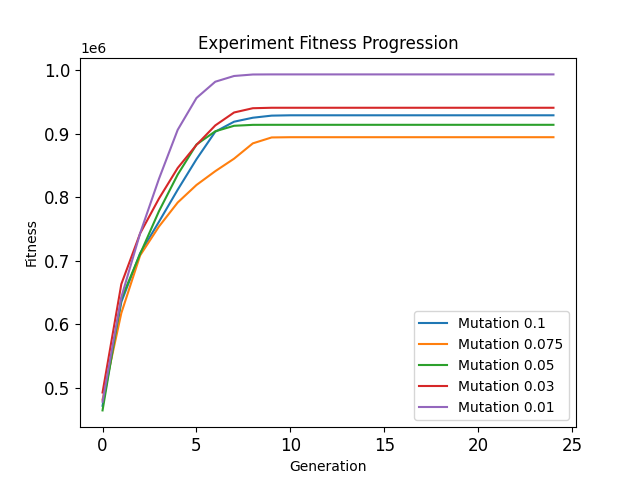 Experiment Fitness Progression
1e6
1.0
0.9
0.8
0.7
0.6
0.5
Fitness
0
5
10
15
20
25
Generation
Mutation 0.1
Mutation 0.075
Mutation 0.05
Mutation 0.03
Mutation 0.01